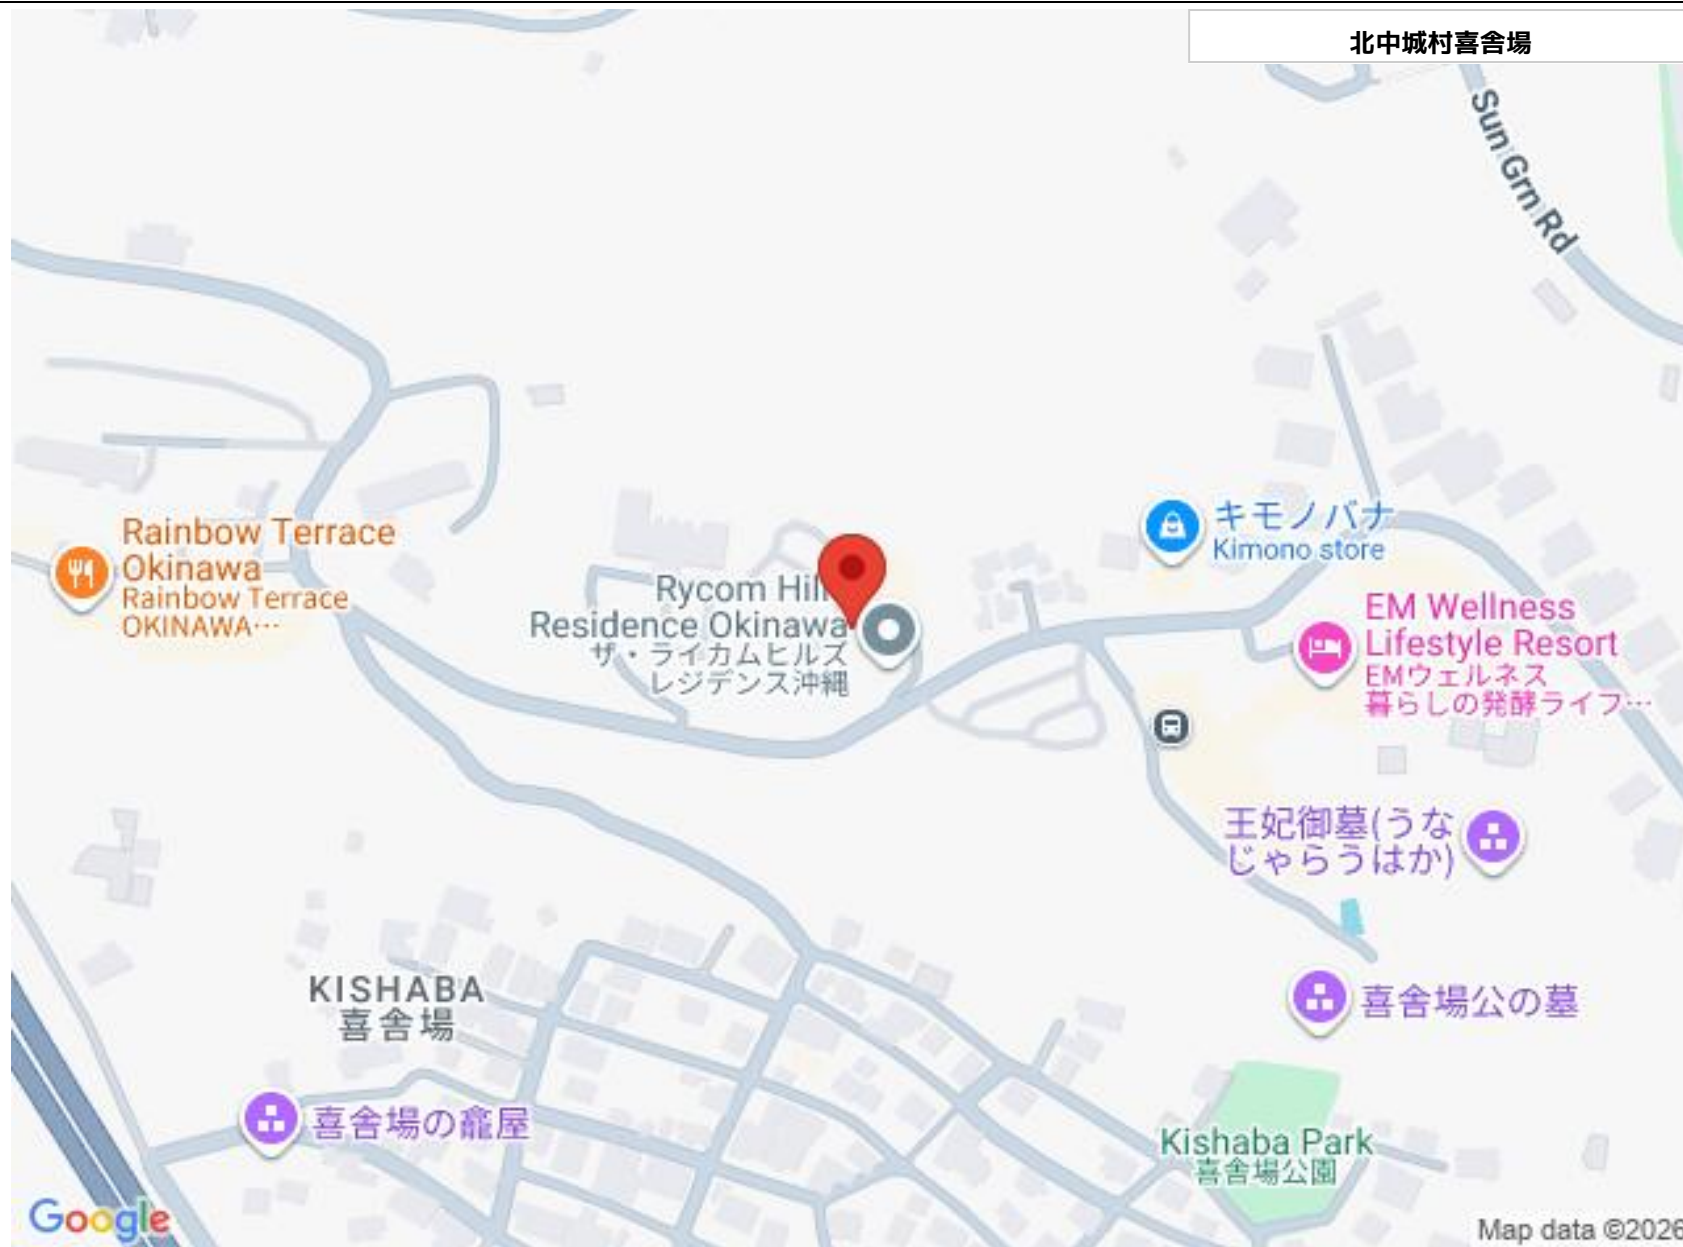 北中城村喜舎場
Sun Grn Rd
キモノバナ
Kimono store
Rainbow Terrace
Okinawa
Rainbow Terrace
OKINAWA…
Rycom Hill
Residence Okinawa
ザ・ライカムヒルズ
レジデンス沖縄
EM Wellness
Lifestyle Resort
EMウェルネス
暮らしの発酵ライフ…
王妃御墓(うな
じゃらうはか)
KISHABA
喜舎場
喜舎場公の墓
喜舎場の龕屋
Kishaba Park
喜舎場公園
Google
Map data ©2026